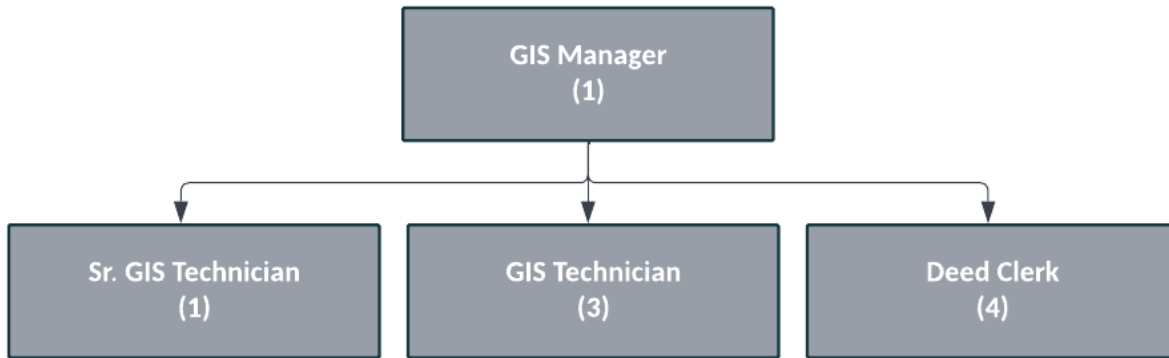 GIS Manager
(1)
Sr. GIS Technician
(1)
GIS Technician
(3)
Deed Clerk
(4)